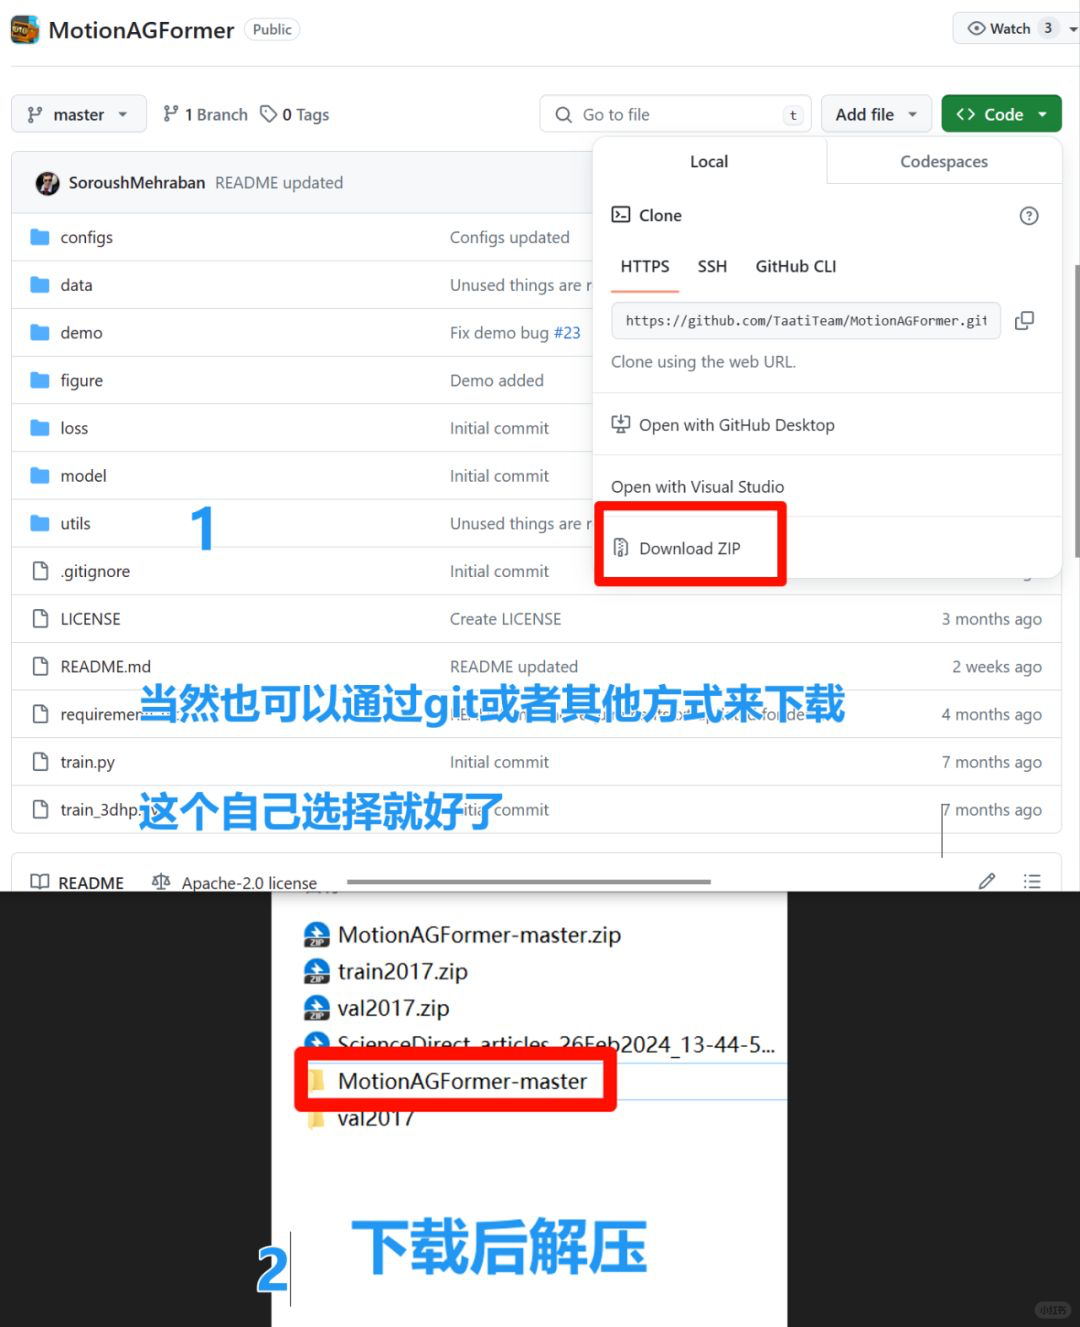 MotionAGFormer Public
Watch 3
master 1 Branch 0 Tags
Go to file t
Add file
Code
Local Codespaces
SoroushMehraban README updated
Clone
HTTPS SSH GitHub CLI
https://github.com/TaatiTeam/MotionAGFormer.git
Clone using the web URL.
Open with GitHub Desktop
Open with Visual Studio
Download ZIP
configs Configs updated
data Unused things are
demo Fix demo bug #23
figure Demo added
loss Initial commit
model Initial commit
utils Unused things are
1
.gitignore Initial commit
LICENSE Create LICENSE 3 months ago
README.md README updated 2 weeks ago
当然也可以通过git或者其他方式来下载
4 months ago
train.py Initial commit 7 months ago
这个自己选择就好了
train_3dhp commit 7 months ago
README Apache-2.0 license
MotionAGFormer-master.zip
train2017.zip
val2017.zip
ScienceDirect_articles_26Feb2024_13-44-5...
MotionAGFormer-master
val2017
下载后解压
2
小红书